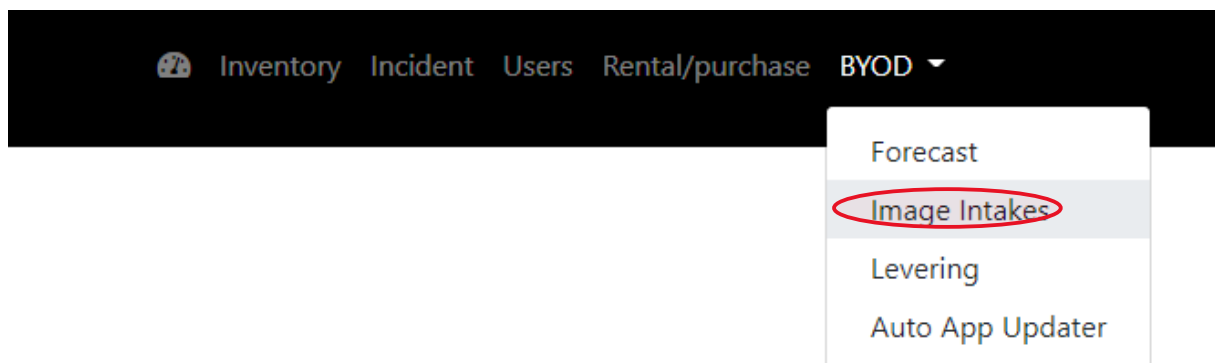 Inventory Incident Users Rental/purchase BYOD
Forecast
Image Intakes
Levering
Auto App Updater